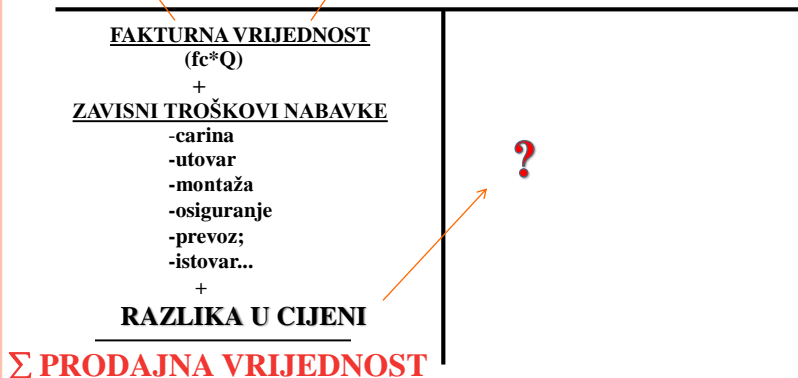 FAKTURNA VRIJEDNOST
(fc*Q)
+
ZAVISNI TROŠKOVI NABAVKE
-carina
-utovar
-montaža
-osiguranje
-prevoz;
-istovar...
+
RAZLIKA U CIJENI
?
∑ PRODAJNA VRIJEDNOST